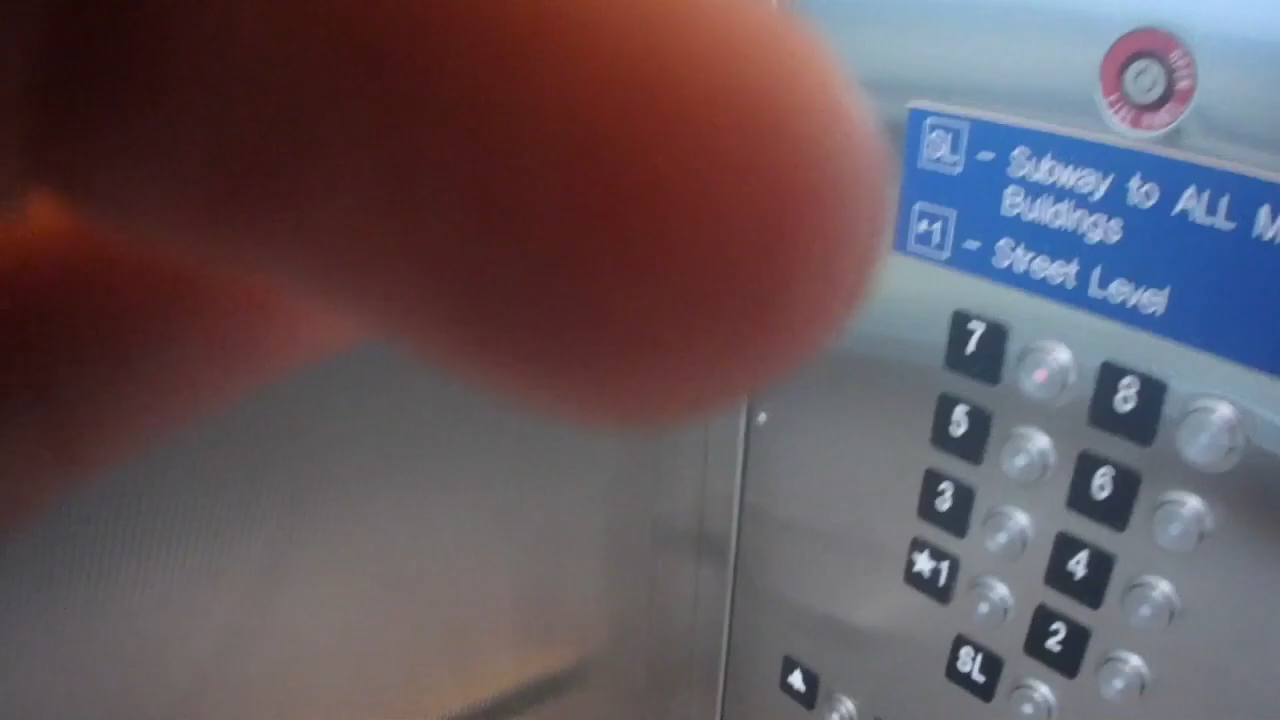 SL - Subway to ALL
Buildings
*1 - Street Level
7 8
5 6
3 4
★1 2
SL